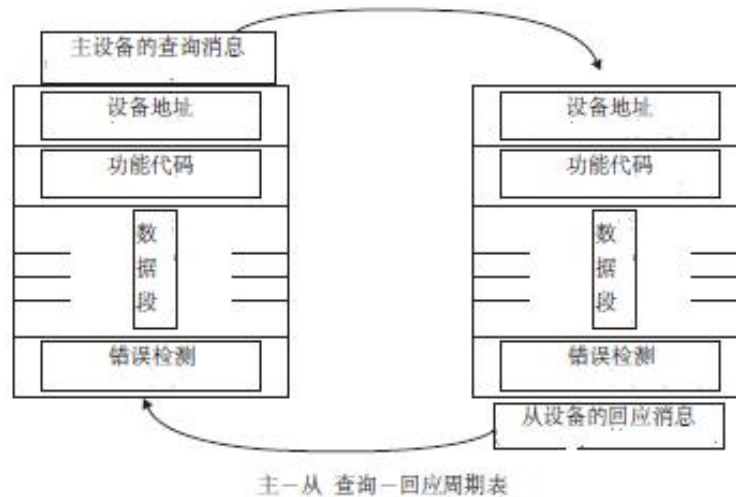 主设备的查询消息
设备地址
功能代码
数
据
段
错误检测
设备地址
功能代码
数
据
段
错误检测
从设备的回应消息
主－从 查询－回应周期表